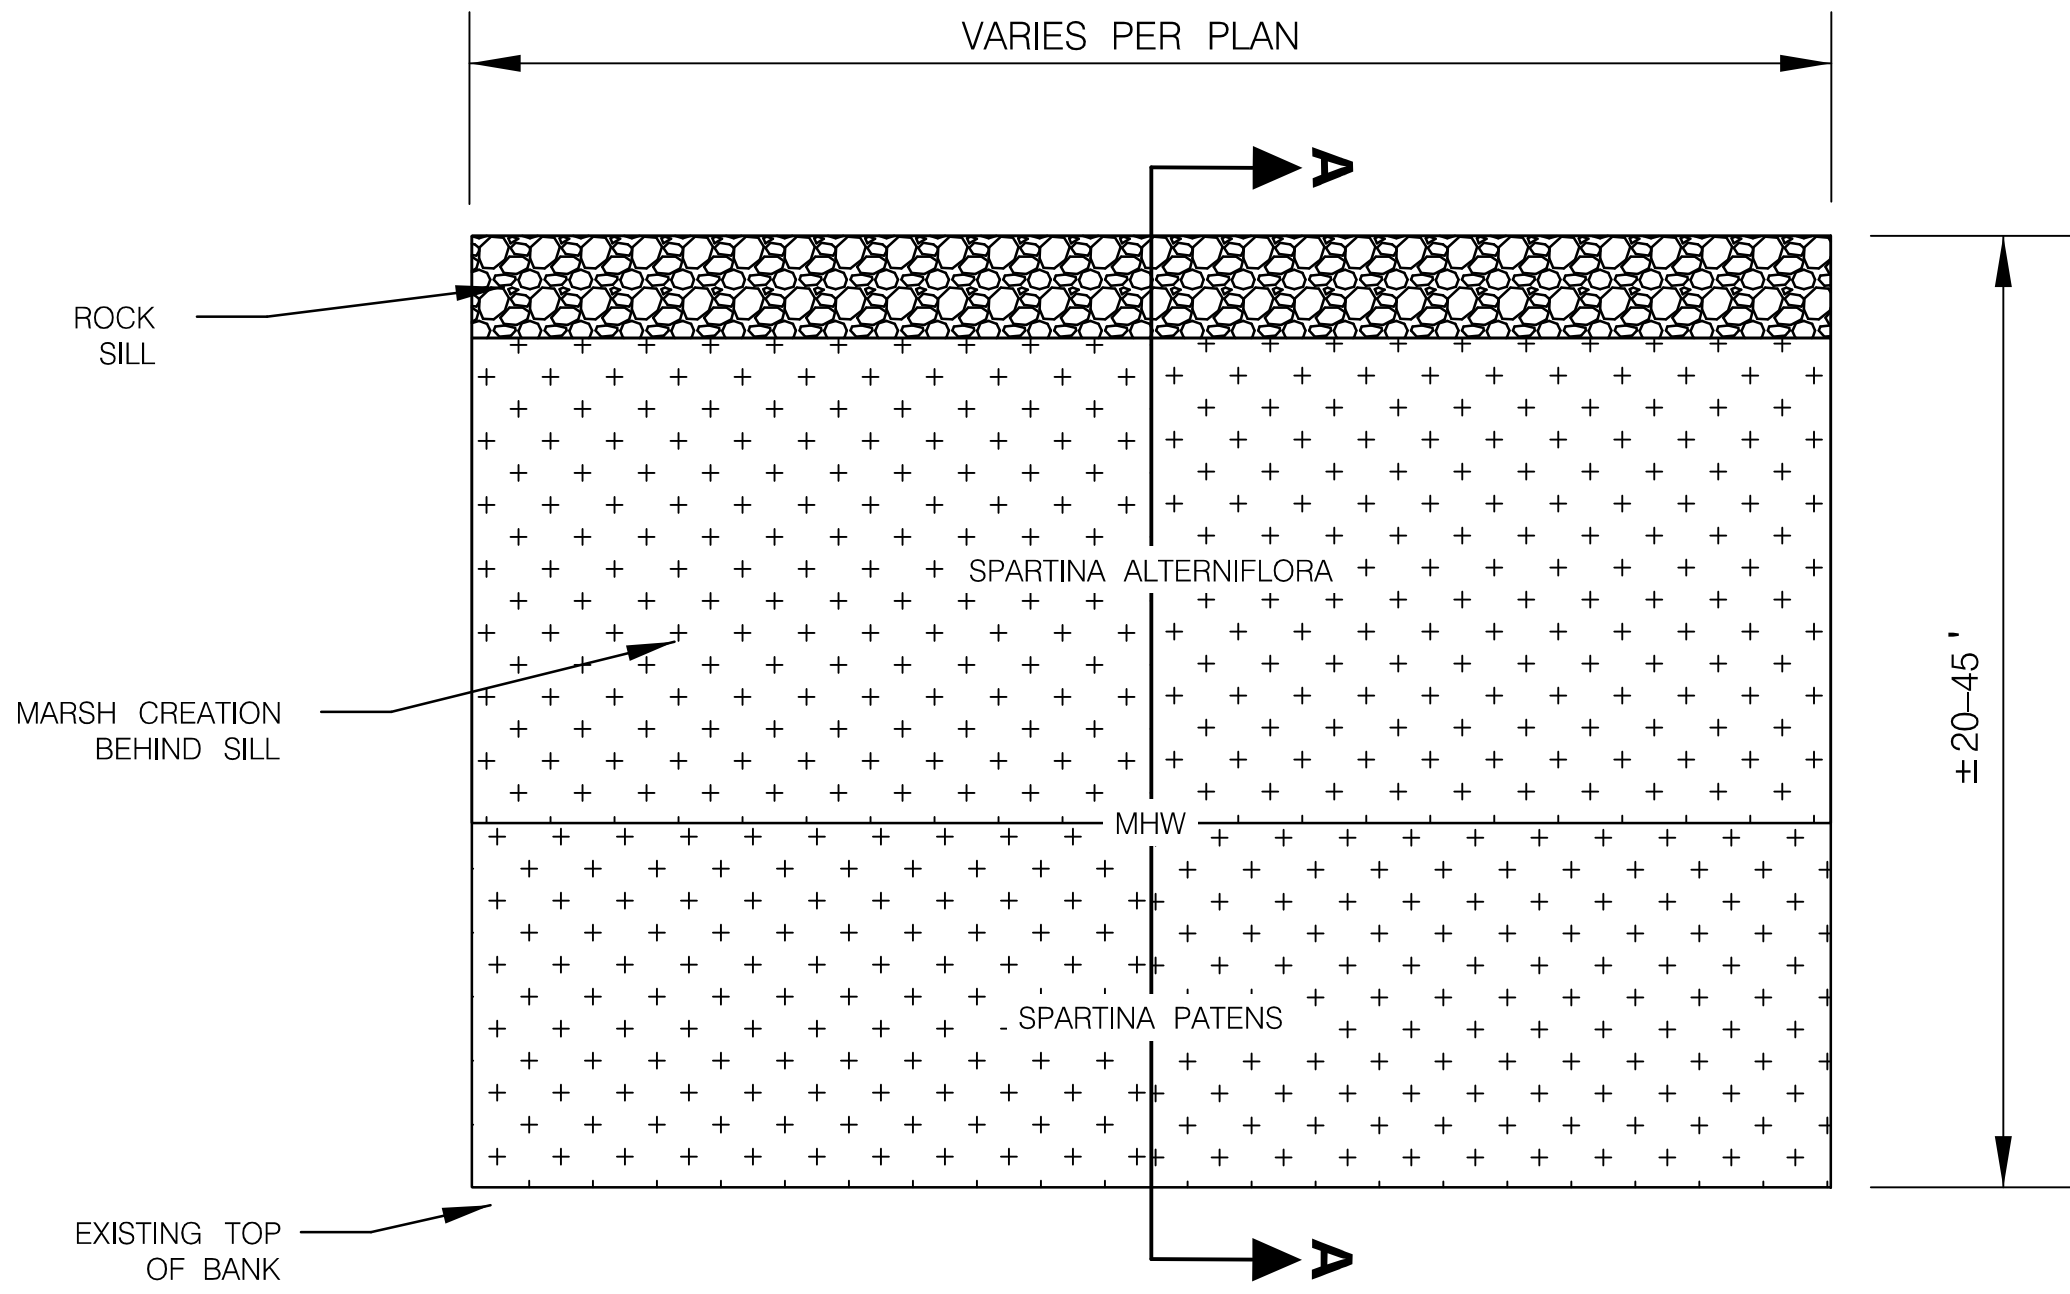 VARIES PER PLAN
A
ROCK
SILL
SPARTINA ALTERNIFLORA
±20–45'
MARSH CREATION
BEHIND SILL
MHW
SPARTINA PATENS
EXISTING TOP
OF BANK
A